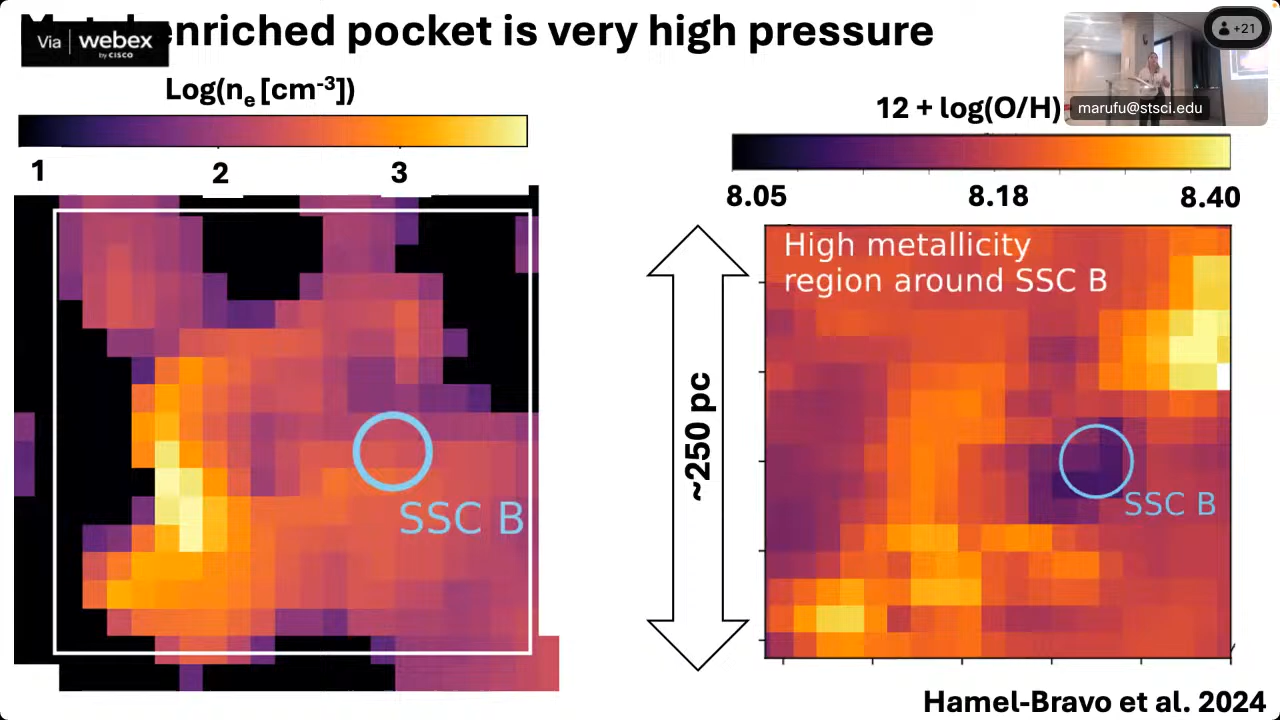 enriched pocket is very high pressure
Via webex
by CISCO
+21
marufu@stsci.edu
Log(ne [cm-3])
1 2 3
12 + log(O/H)
8.05 8.18 8.40
SSC B
~250 pc
High metallicity
region around SSC B
SSC B
Hamel-Bravo et al. 2024